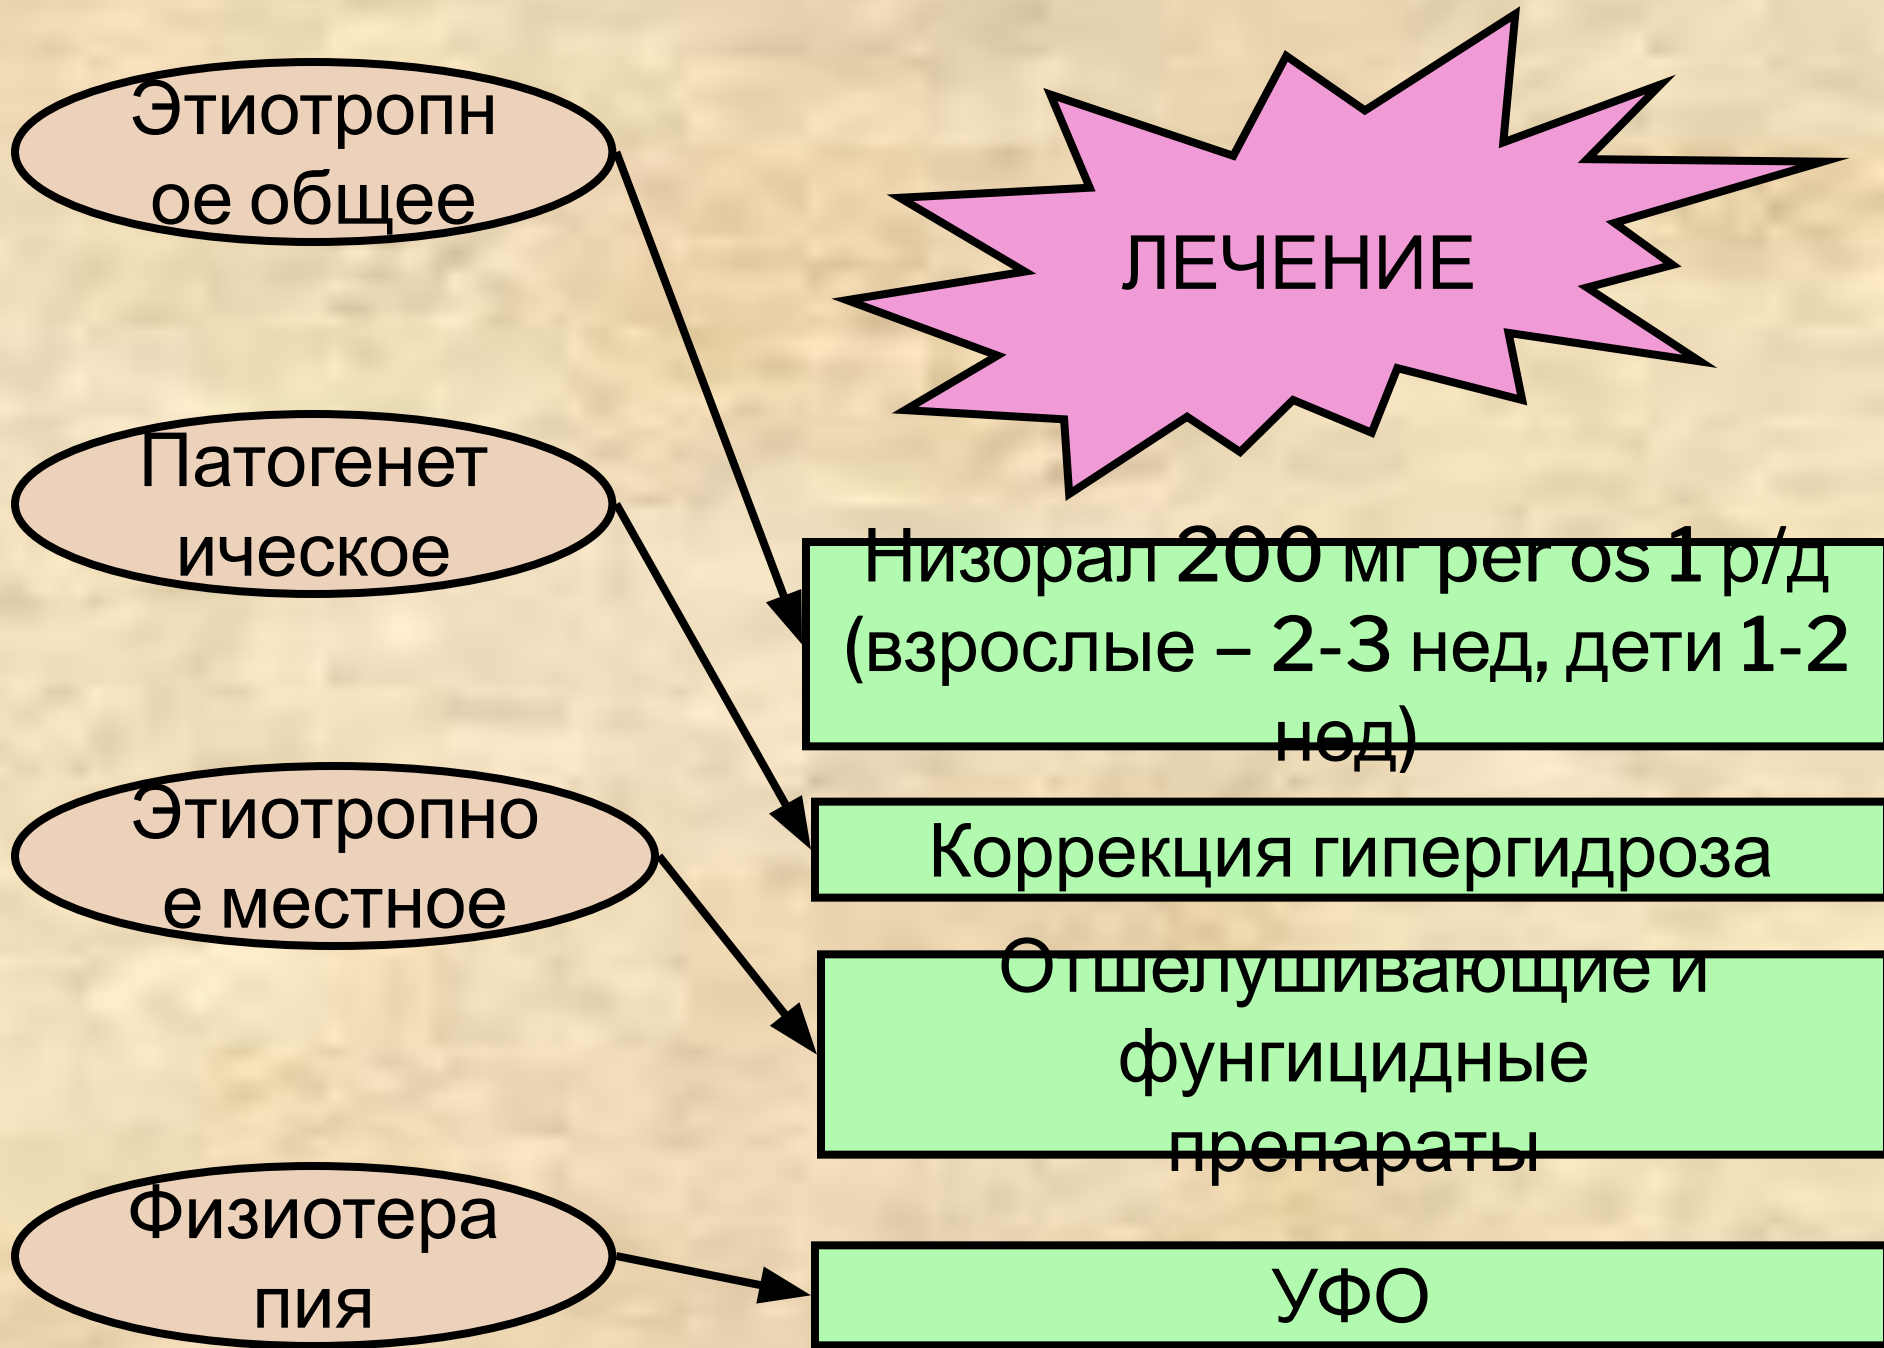 Этиотропн
ое общее
ЛЕЧЕНИЕ
Патогенет
ическое
Низорал 200 мг per os 1 р/д
(взрослые – 2-3 нед, дети 1-2
нед)
Этиотропно
е местное
Коррекция гипергидроза
Отшелушивающие и
фунгицидные
препараты
Физиотера
пия
УФО